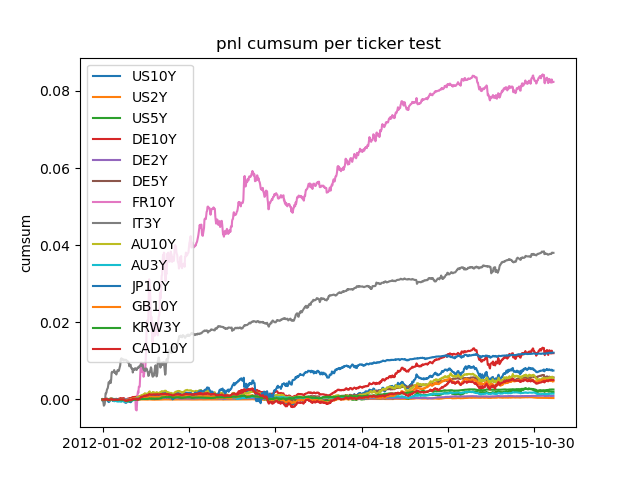 pnl cumsum per ticker test
cumsum
0.08
0.06
0.04
0.02
0.00
US10Y
US2Y
US5Y
DE10Y
DE2Y
DE5Y
FR10Y
IT3Y
AU10Y
AU3Y
JP10Y
GB10Y
KRW3Y
CAD10Y
2012-01-02 2012-10-08 2013-07-15 2014-04-18 2015-01-23 2015-10-30